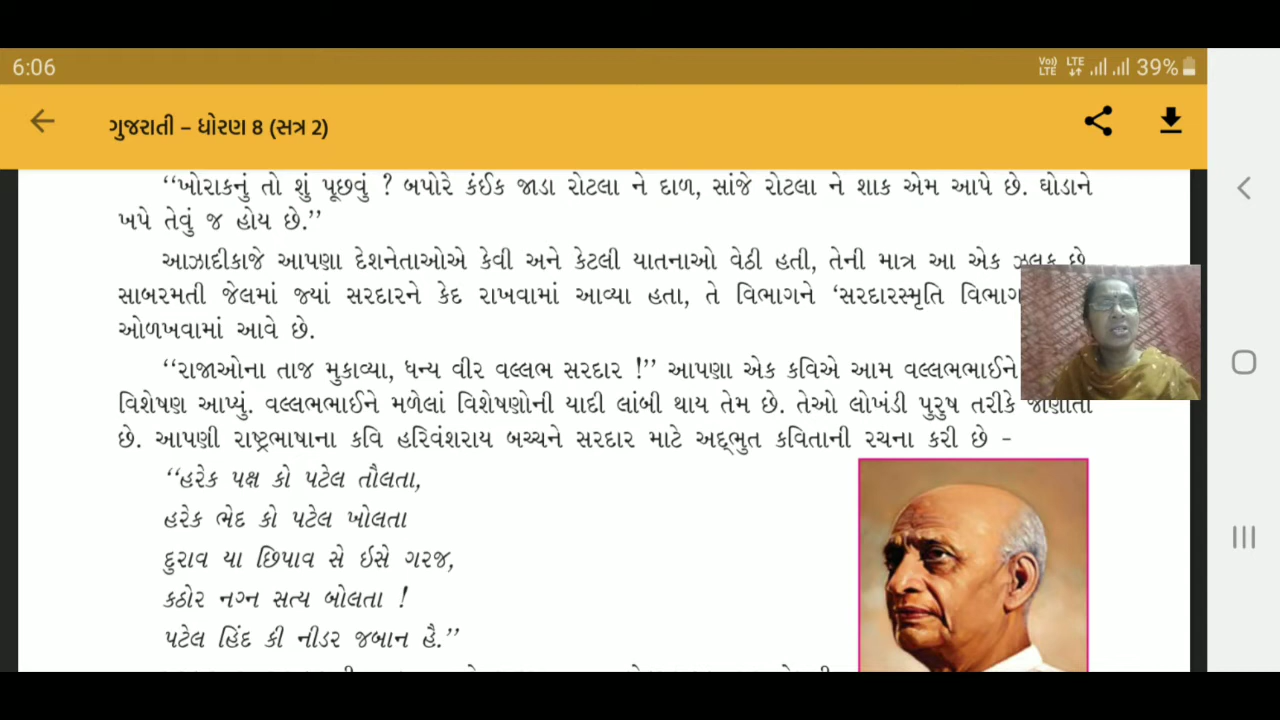 6:06
Vo) LTE LTE 39%
ગુજરાતી – ધોરણ 8 (સત્ર 2)
“ખોરાકનું તો શું પૂછવું ? બપોરે કંઈક જાડા રોટલા ને દાળ, સાંજે રોટલા ને શાક એમ આપે છે. ઘોડાને
ખપે તેવું જ હોય છે.”
આઝાદીકાજે આપણા દેશનેતાઓએ કેવી અને કેટલી યાતનાઓ વેઠી હતી, તેની માત્ર આ એક ઝલક છે.
સાબરમતી જેલમાં જ્યાં સરદારને કેદ રાખવામાં આવ્યા હતા, તે વિભાગને ‘સરદારસ્મૃતિ વિભાગ
ઓળખવામાં આવે છે.
“રાજાઓના તાજ મુકાવ્યા, ધન્ય વીર વલ્લભ સરદાર !” આપણા એક કવિએ આમ વલ્લભભાઈને
વિશેષણ આપ્યું. વલ્લભભાઈને મળેલાં વિશેષણોની યાદી લાંબી થાય તેમ છે. તેઓ લોખંડી પુરુષ તરીકે જાણીતા
છે. આપણી રાષ્ટ્રભાષાના કવિ હરિવંશરાય બચ્ચને સરદાર માટે અદ્ભુત કવિતાની રચના કરી છે –
“હરેક પક્ષ કો પટેલ તૌલતા,
હરેક ભેદ કો પટેલ ખોલતા
દુરાવ યા છિપાવ સે ઇસે ગરજ,
કઠોર નગ્ન સત્ય બોલતા !
પટેલ હિંદ કી નીડર જબાન હૈ.”